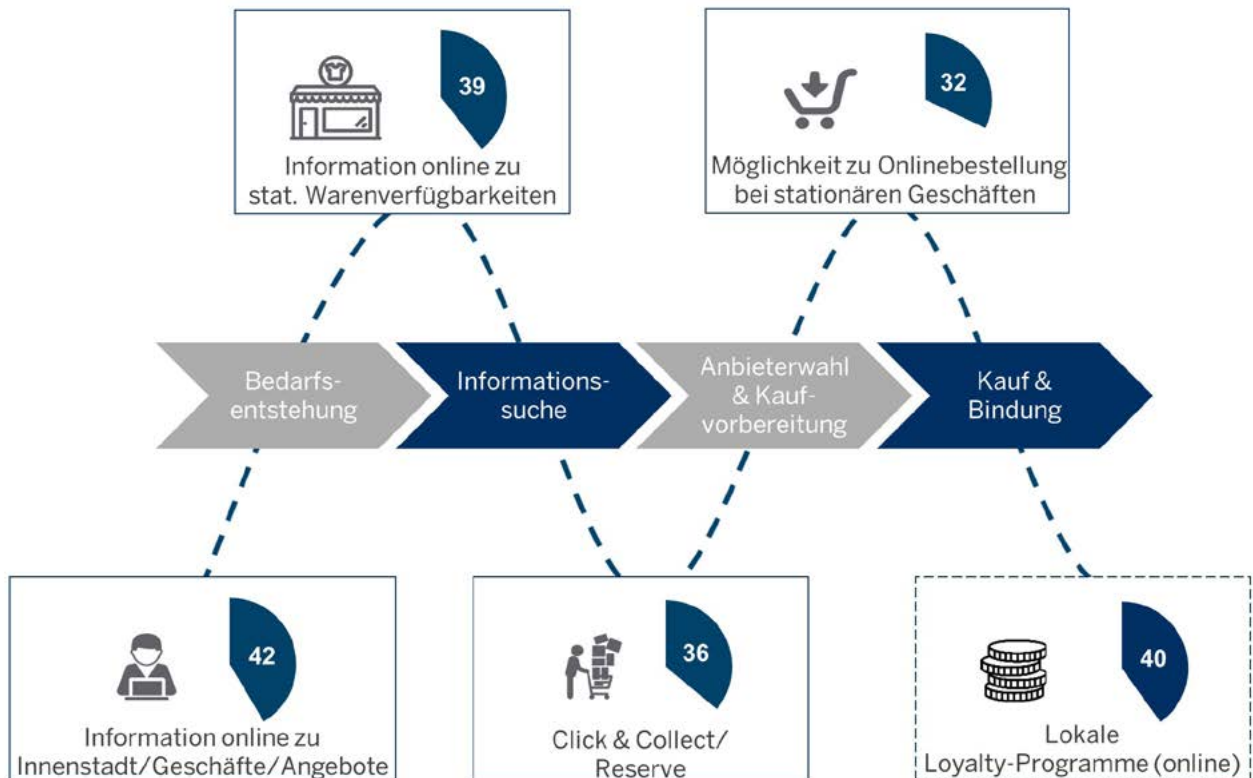 39
Information online zu
stat. Warenverfügbarkeiten
32
Möglichkeit zu Onlinebestellung
bei stationären Geschäften
Bedarfs-
entstehung
Informations-
suche
Anbieterwahl
& Kauf-
vorbereitung
Kauf &
Bindung
42
Information online zu
Innenstadt/Geschäfte/Angebote
36
Click & Collect/
Reserve
40
Lokale
Loyalty-Programme (online)